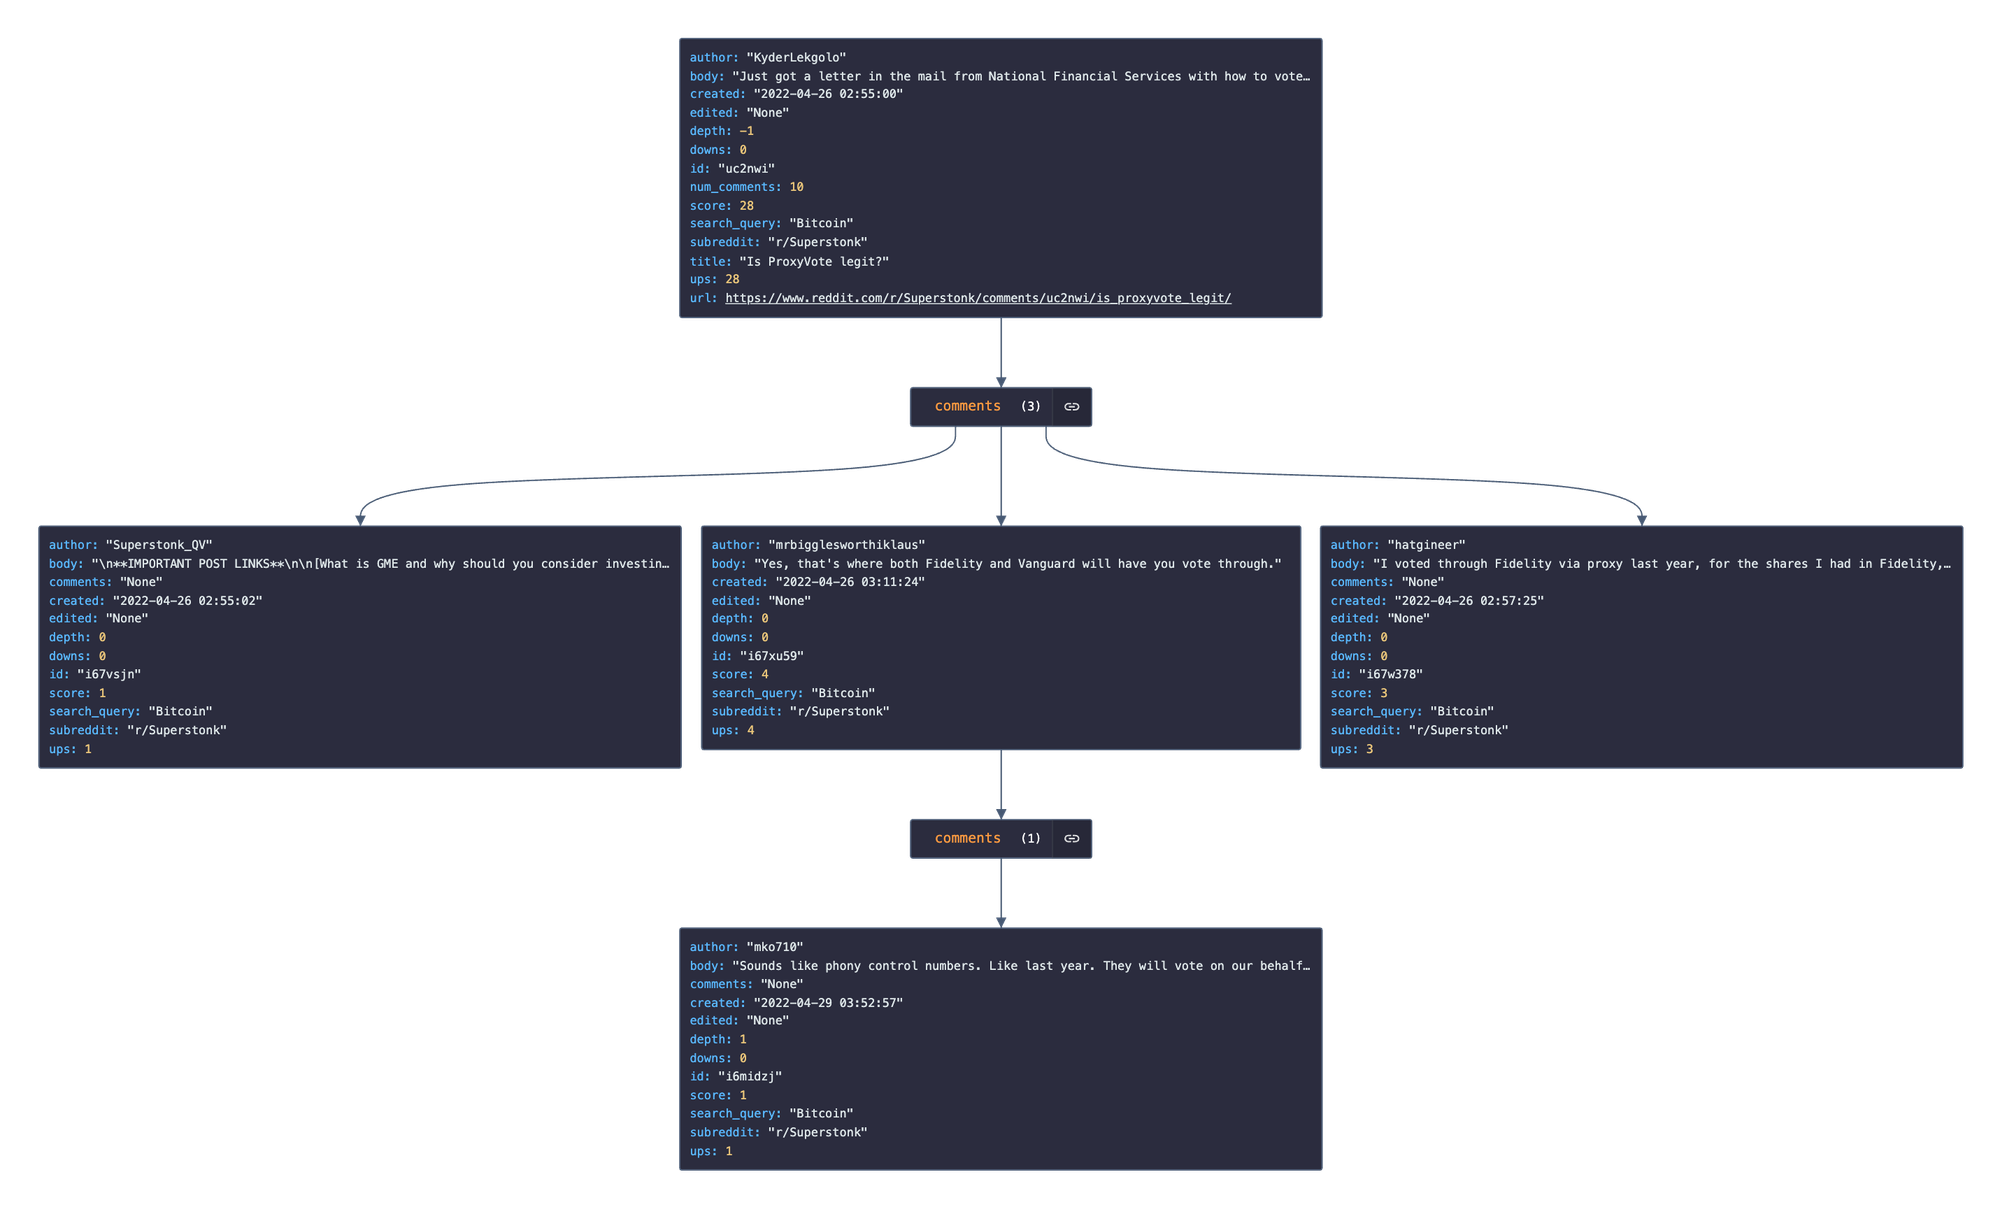 author: "KyderLekgolo"
body: "Just got a letter in the mail from National Financial Services with how to vote…
created: "2022-04-26 02:55:00"
edited: "None"
depth: -1
downs: 0
id: "uc2nwi"
num_comments: 10
score: 28
search_query: "Bitcoin"
subreddit: "r/Superstonk"
title: "Is ProxyVote legit?"
ups: 28
url: https://www.reddit.com/r/Superstonk/comments/uc2nwi/is_proxyvote_legit/
comments (3)
author: "Superstonk_QV"
body: "\n**IMPORTANT POST LINKS**\n\n[What is GME and why should you consider investin…
comments: "None"
created: "2022-04-26 02:55:02"
edited: "None"
depth: 0
downs: 0
id: "i67vsjn"
score: 1
search_query: "Bitcoin"
subreddit: "r/Superstonk"
ups: 1
author: "mrbigglesworthiklaus"
body: "Yes, that's where both Fidelity and Vanguard will have you vote through."
created: "2022-04-26 03:11:24"
edited: "None"
depth: 0
downs: 0
id: "i67xu59"
score: 4
search_query: "Bitcoin"
subreddit: "r/Superstonk"
ups: 4
author: "hatgineer"
body: "I voted through Fidelity via proxy last year, for the shares I had in Fidelity,…
comments: "None"
created: "2022-04-26 02:57:25"
edited: "None"
depth: 0
downs: 0
id: "i67w378"
score: 3
search_query: "Bitcoin"
subreddit: "r/Superstonk"
ups: 3
comments (1)
author: "mko710"
body: "Sounds like phony control numbers. Like last year. They will vote on our behalf…
comments: "None"
created: "2022-04-29 03:52:57"
edited: "None"
depth: 1
downs: 0
id: "i6midzj"
score: 1
search_query: "Bitcoin"
subreddit: "r/Superstonk"
ups: 1